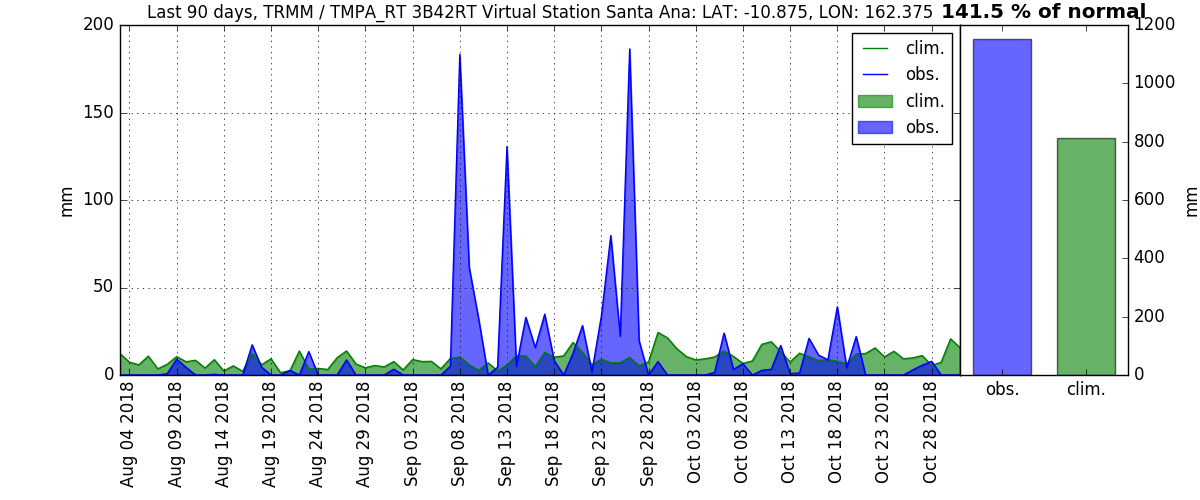 Last 90 days, TRMM / TMPA_RT 3B42RT Virtual Station Santa Ana: LAT: -10.875, LON: 162.375 141.5 % of normal
200
150
100
50
0
mm
clim.
obs.
clim.
obs.
1200
1000
800
600
400
200
0
mm
obs.
clim.
Aug 04 2018
Aug 09 2018
Aug 14 2018
Aug 19 2018
Aug 24 2018
Aug 29 2018
Sep 03 2018
Sep 08 2018
Sep 13 2018
Sep 18 2018
Sep 23 2018
Sep 28 2018
Oct 03 2018
Oct 08 2018
Oct 13 2018
Oct 18 2018
Oct 23 2018
Oct 28 2018